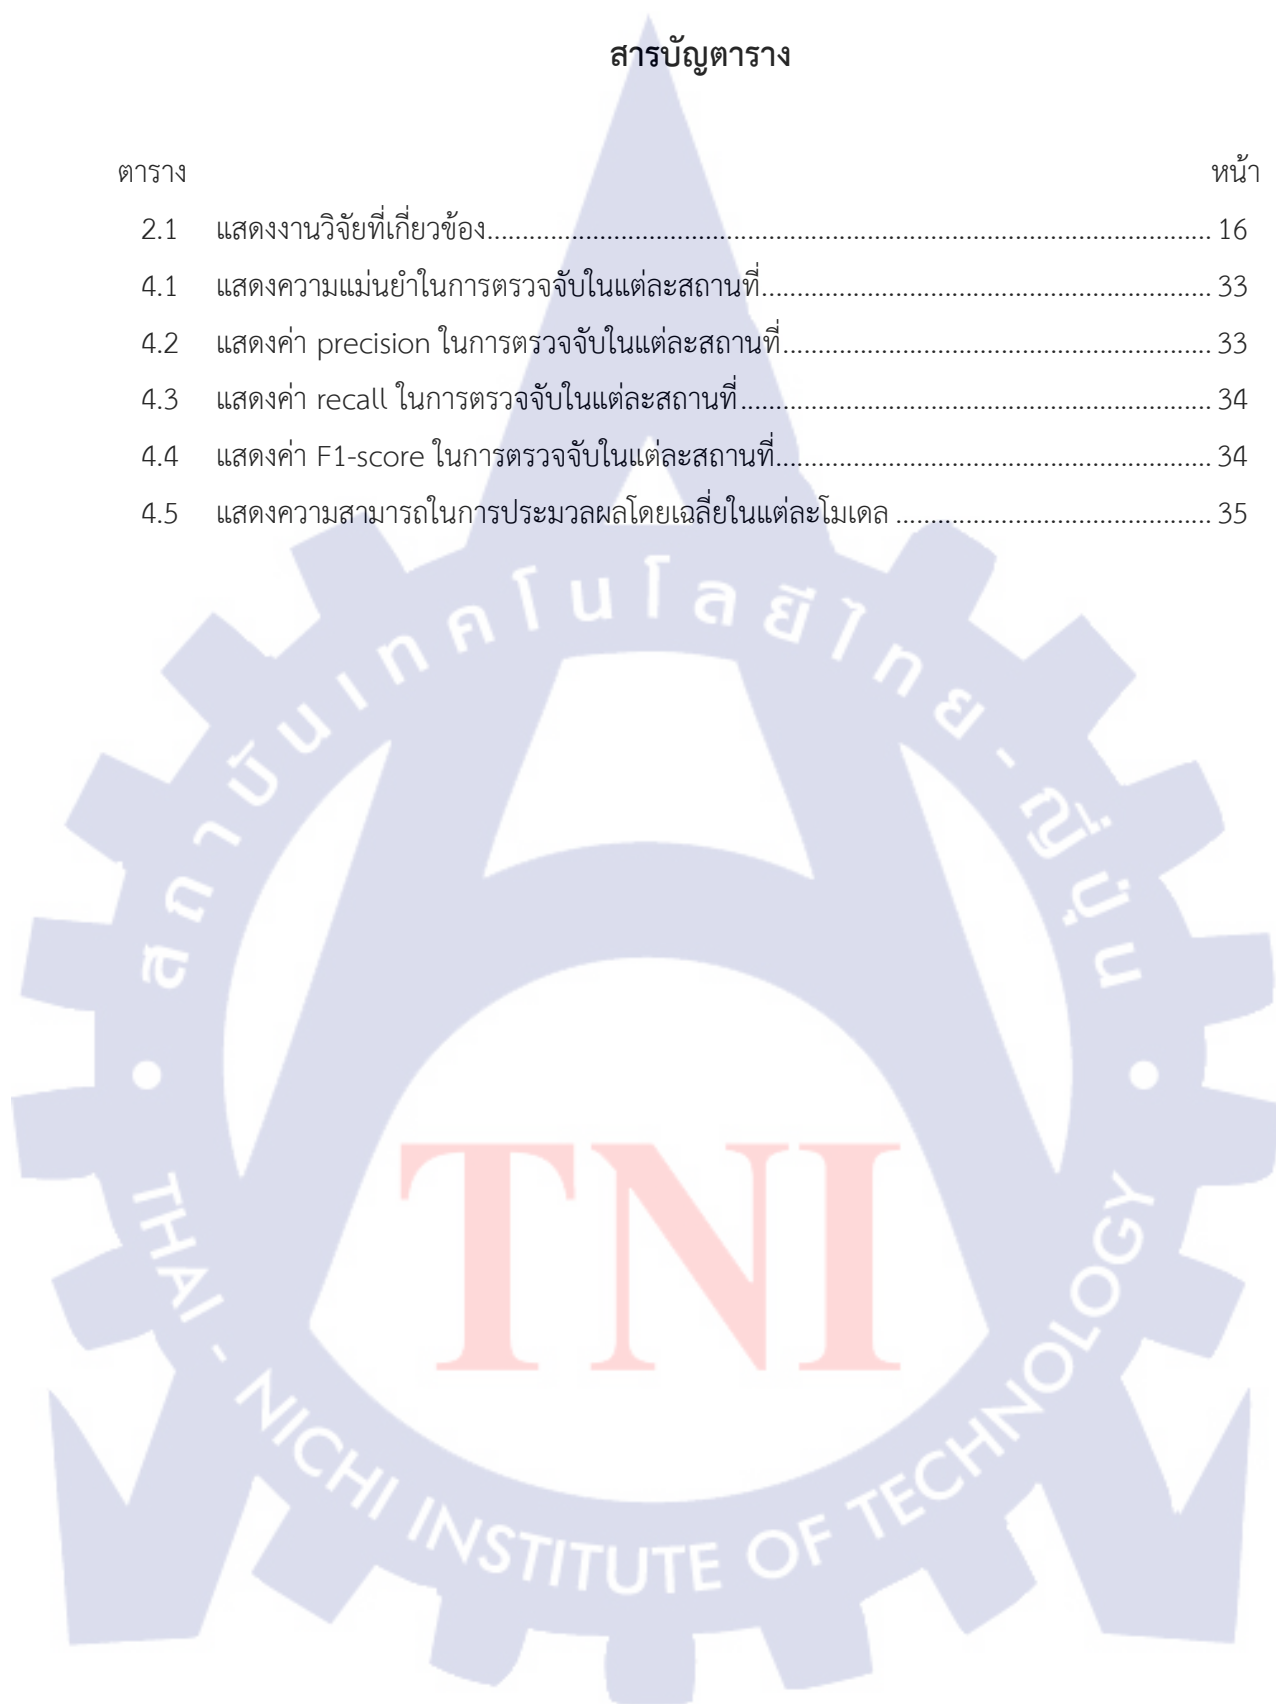 สารบัญตาราง
ตาราง หน้า
2.1 แสดงงานวิจัยที่เกี่ยวข้อง 16
4.1 แสดงความแม่นยำในการตรวจจับในแต่ละสถานที่ 33
4.2 แสดงค่า precision ในการตรวจจับในแต่ละสถานที่ 33
4.3 แสดงค่า recall ในการตรวจจับในแต่ละสถานที่ 34
4.4 แสดงค่า F1-score ในการตรวจจับในแต่ละสถานที่ 34
4.5 แสดงความสามารถในการประมวลผลโดยเฉลี่ยในแต่ละโมเดล 35
สถาบันเทคโนโลยีไทย-ญี่ปุ่น
TNI
THAI - NICHI INSTITUTE OF TECHNOLOGY